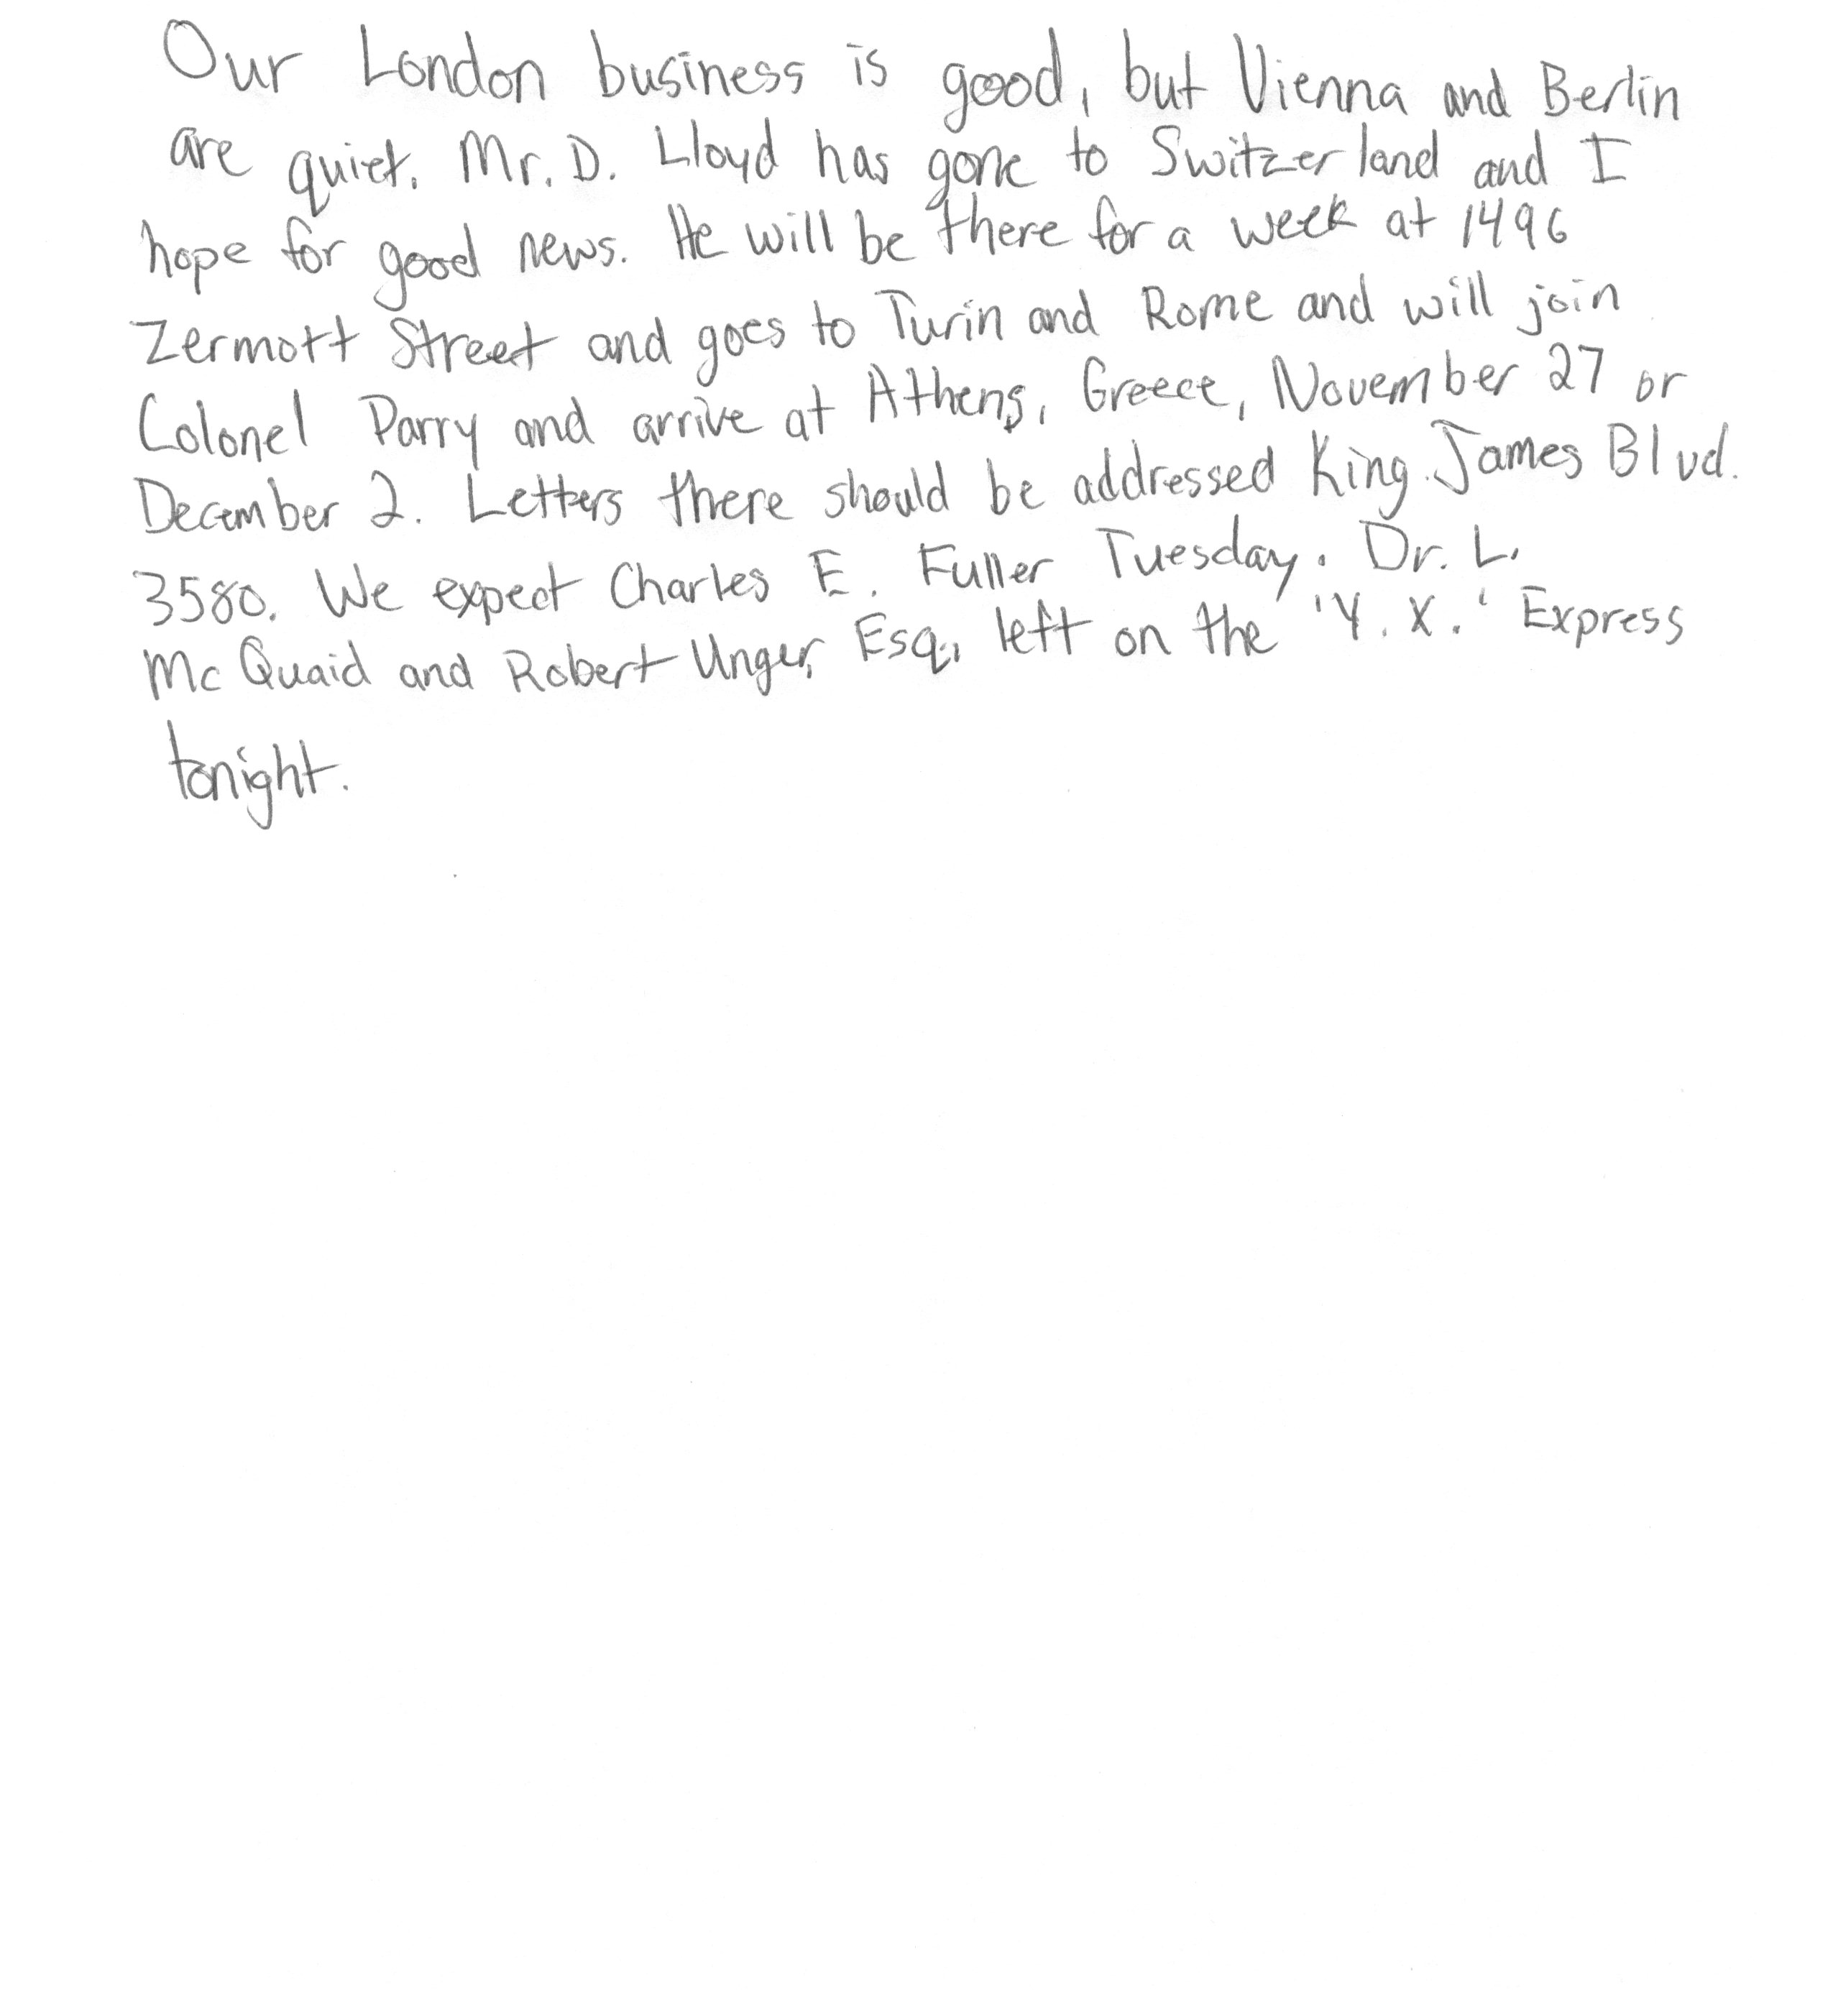 Our London business is good, but Vienna and Berlin
are quiet. Mr. D. Lloyd has gone to Switzerland and I
hope for good news. He will be there for a week at 1496
Zermott Street and goes to Turin and Rome and will join
Colonel Parry and arrive at Athens, Greece, November 27 or
December 2. Letters there should be addressed King James Blvd.
3580. We expect Charles E. Fuller Tuesday. Dr. L.
McQuaid and Robert Unger, Esq., left on the 'Y. X.' Express
tonight.